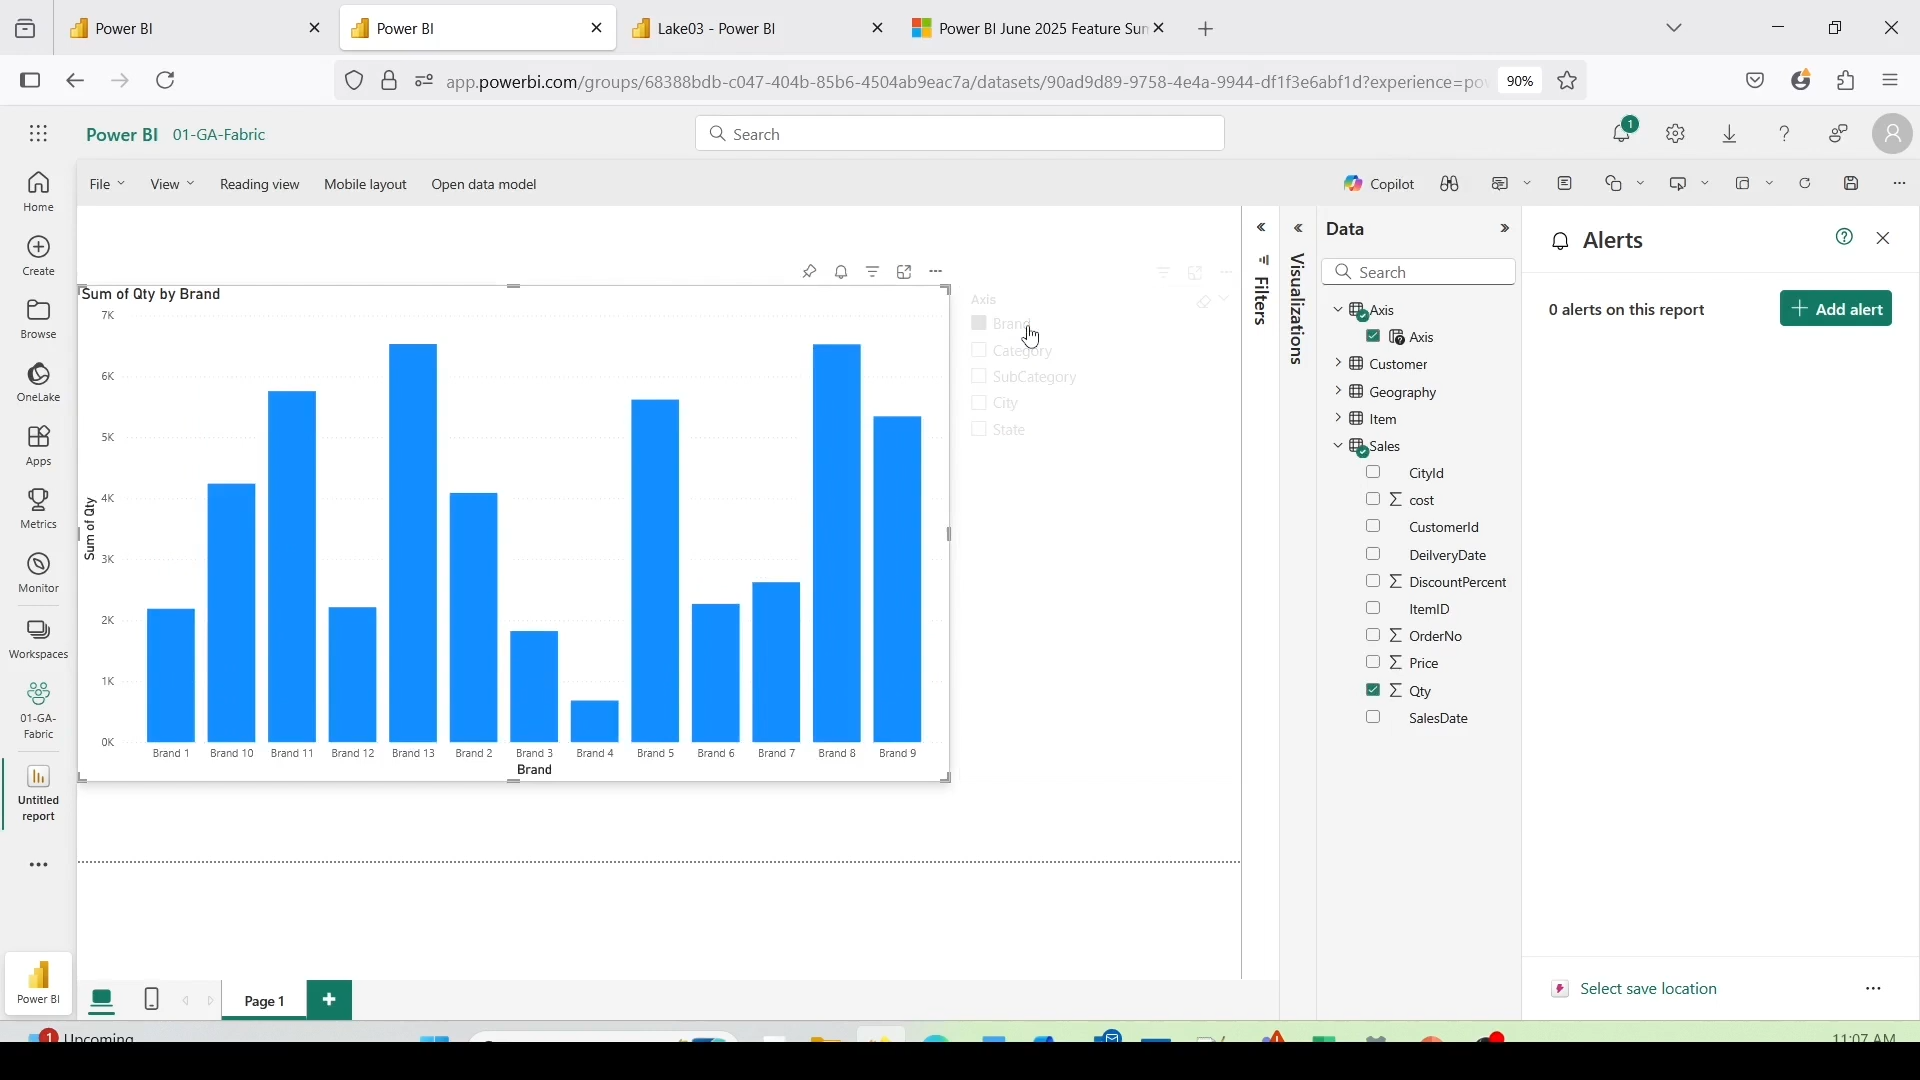 Power BI
Power BI
Lake03 - Power BI
Power BI June 2025 Feature Sum
app.powerbi.com/groups/68388bdb-c047-404b-85b6-4504ab9eac7a/datasets/90ad9d89-9758-4e4a-9944-df1f3e6abf1d?experience=po
90%
Power BI 01-GA-Fabric
Search
1
File
View
Reading view
Mobile layout
Open data model
Copilot
Home
Create
Browse
OneLake
Apps
Metrics
Monitor
Workspaces
01-GA-
Fabric
Untitled
report
Power BI
Sum of Qty by Brand
7K
6K
5K
4K
3K
2K
1K
0K
Sum of Qty
Brand 1
Brand 10
Brand 11
Brand 12
Brand 13
Brand 2
Brand 3
Brand 4
Brand 5
Brand 6
Brand 7
Brand 8
Brand 9
Brand
Axis
Brand
Category
SubCategory
City
State
Filters
Visualizations
Data
Search
Axis
Axis
Customer
Geography
Item
Sales
CityId
cost
CustomerId
DeilveryDate
DiscountPercent
ItemID
OrderNo
Price
Qty
SalesDate
Alerts
0 alerts on this report
Add alert
Select save location
Page 1
1
Upcoming
11:07 AM